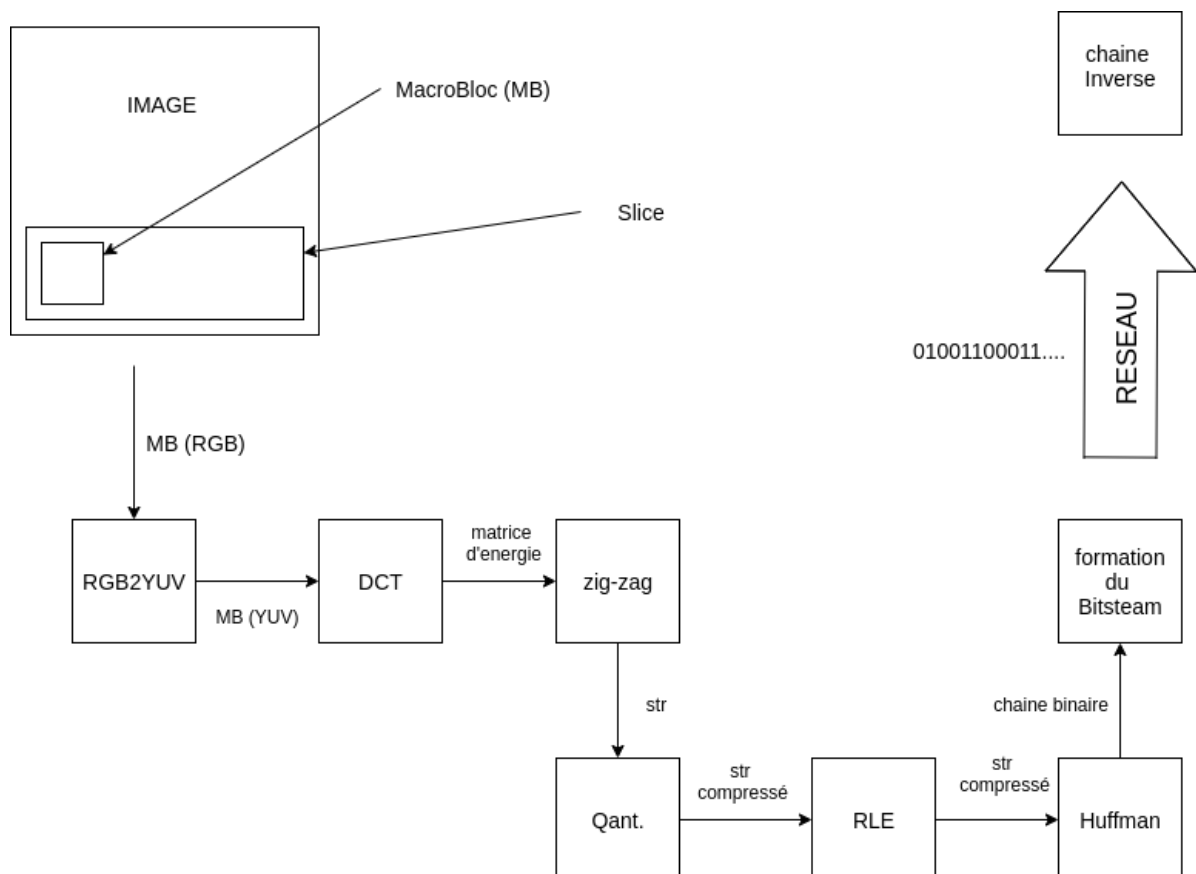 IMAGE
MacroBloc (MB)
Slice
chaine
Inverse
01001100011....
RESEAU
MB (RGB)
RGB2YUV
MB (YUV)
DCT
matrice
d'energie
zig-zag
str
Qant.
str
compressé
RLE
str
compressé
Huffman
chaine binaire
formation
du
Bitsteam